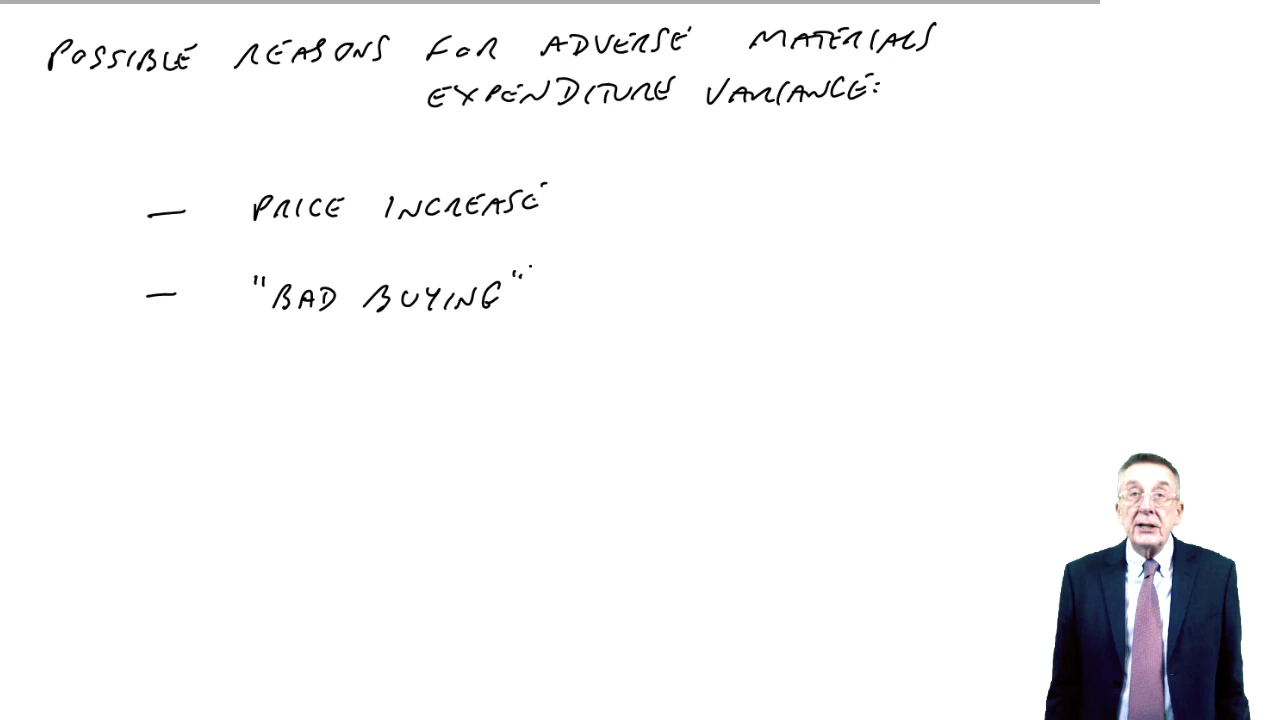 POSSIBLE REASONS FOR ADVERSE MATERIALS
EXPENDITURE VARIANCE:
— PRICE INCREASE
— "BAD BUYING"